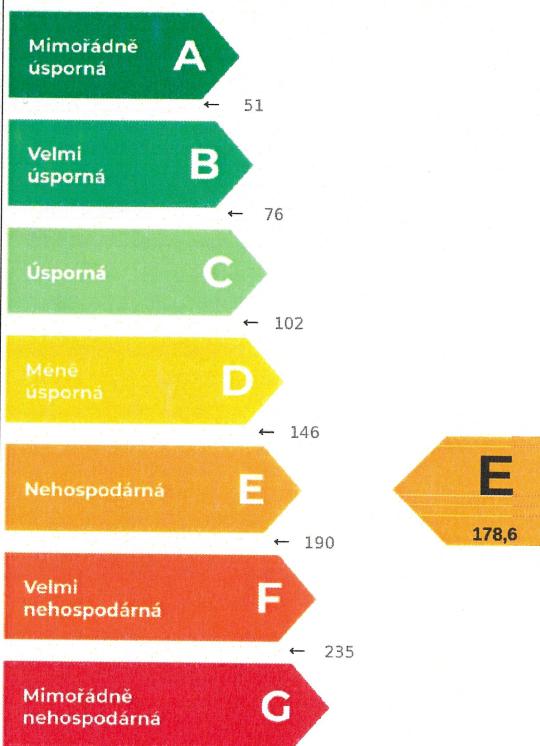 Mimořádně
úsporná
A
← 51
Velmi
úsporná
B
← 76
Úsporná
C
← 102
Méně
úsporná
D
← 146
Nehospodárná
E
E
178,6
← 190
Velmi
nehospodárná
F
← 235
Mimořádně
nehospodárná
G